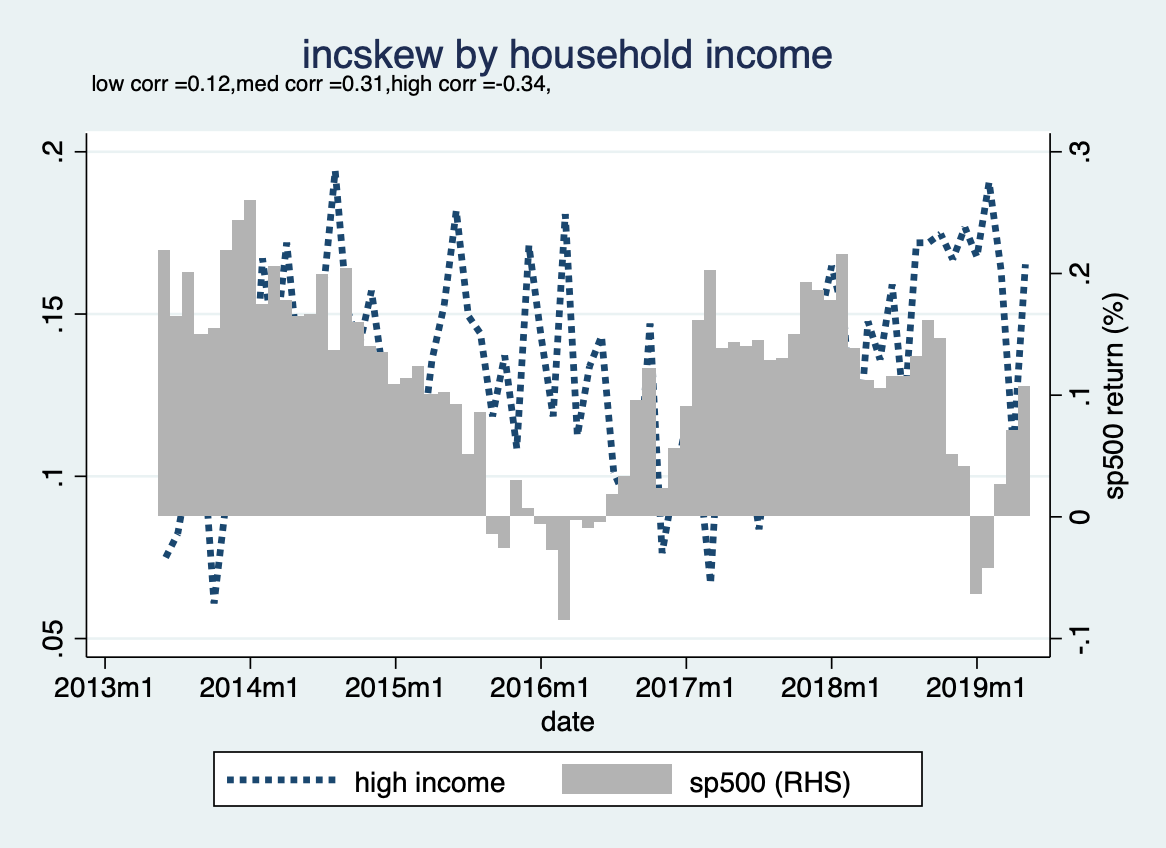 incskew by household income
low corr =0.12,med corr =0.31,high corr =-0.34,
.2
.15
.1
.05
.3
.2
.1
0
-.1
sp500 return (%)
2013m1 2014m1 2015m1 2016m1 2017m1 2018m1 2019m1
date
high income sp500 (RHS)